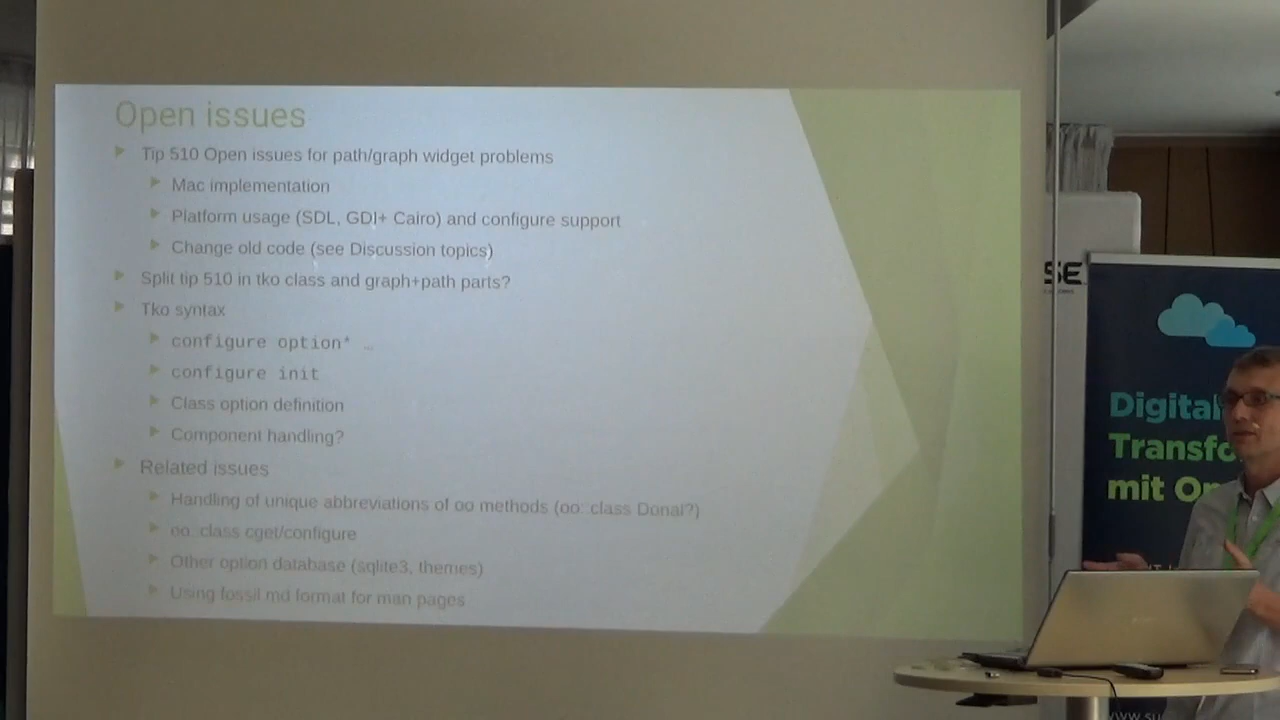 Open issues
Tip 510 Open issues for path/graph widget problems
Mac implementation
Platform usage (SDL, GDI+ Cairo) and configure support
Change old code (see Discussion topics)
Split tip 510 in tko class and graph+path parts?
Tko syntax
configure option* ...
configure init
Class option definition
Component handling?
Related issues
Handling of unique abbreviations of oo methods (oo::class Donal?)
oo::class cget/configure
Other option database (sqlite3, themes)
Using fossil md format for man pages
SE
Digital
Transfo
mit Op
www.su